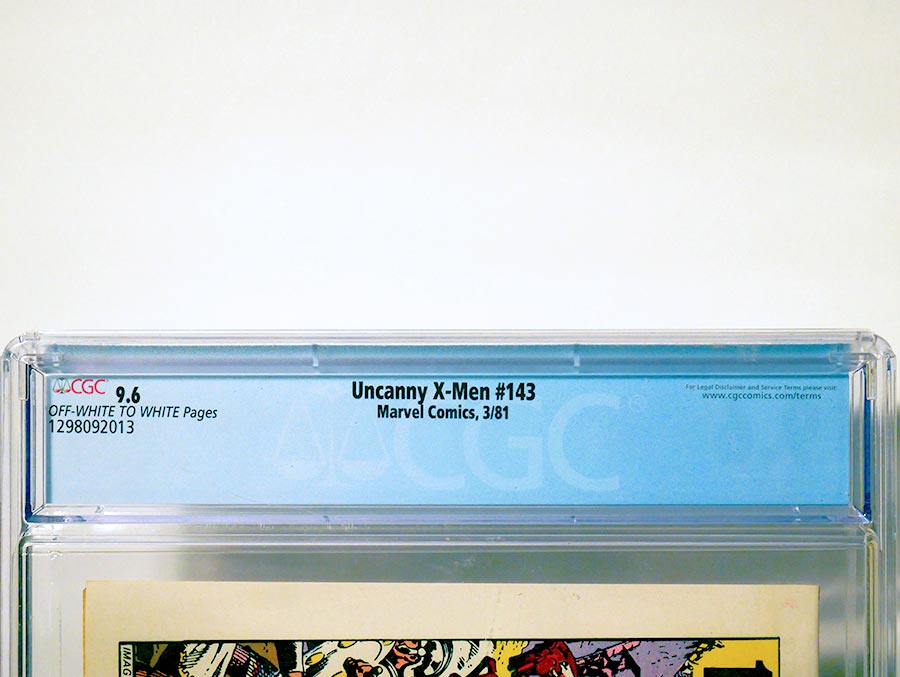 CGC 9.6
OFF-WHITE TO WHITE Pages
1298092013
Uncanny X-Men #143
Marvel Comics, 3/81
For Legal Disclaimer and Service Terms please visit:
www.cgccomics.com/terms
CGC®
IMAG